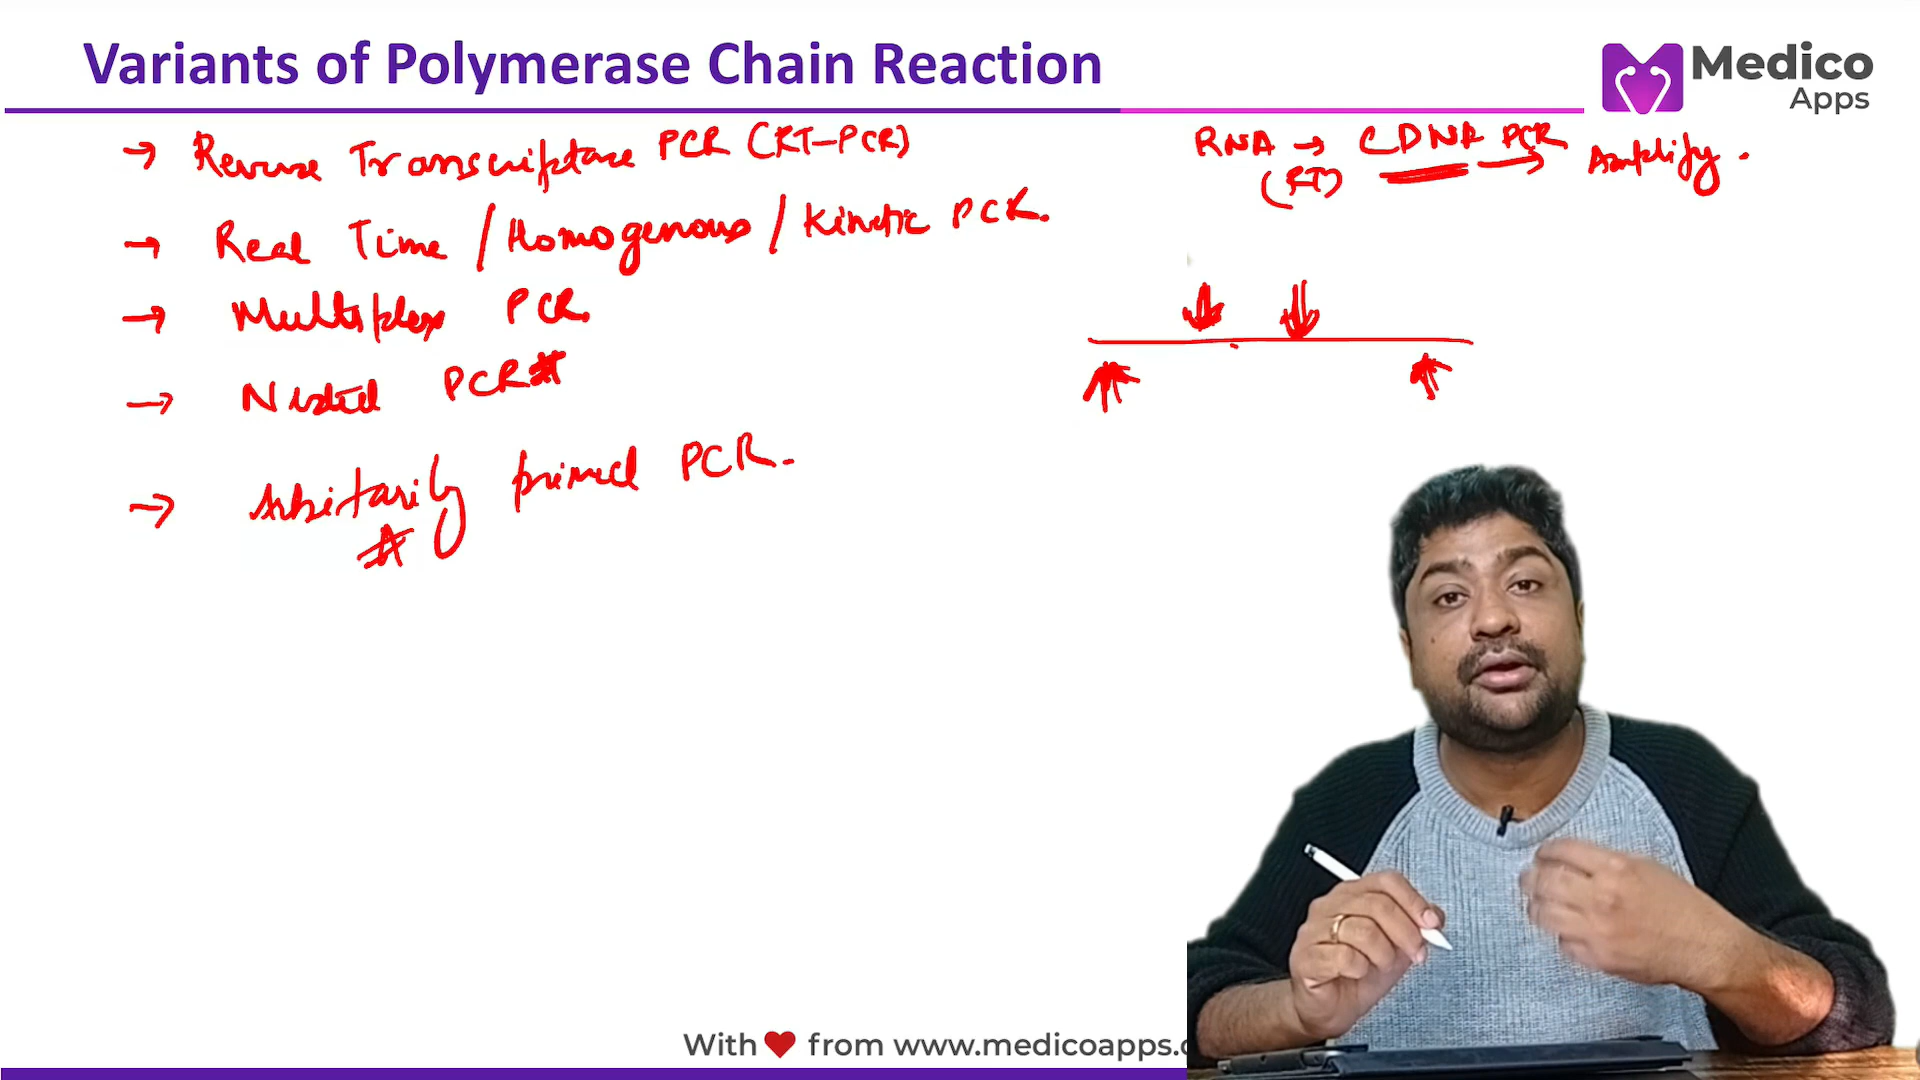 Variants of Polymerase Chain Reaction
Medico
Apps
→ Reverse Transcriptase PCR (RT-PCR)
RNA → CDNA PCR → Amplify.
(RT)
→ Real Time / Homogenous / Kinetic PCR.
→ Multiplex PCR.
→ Nested PCR
→ Arbitarily primed PCR.
With ❤ from www.medicoapps.